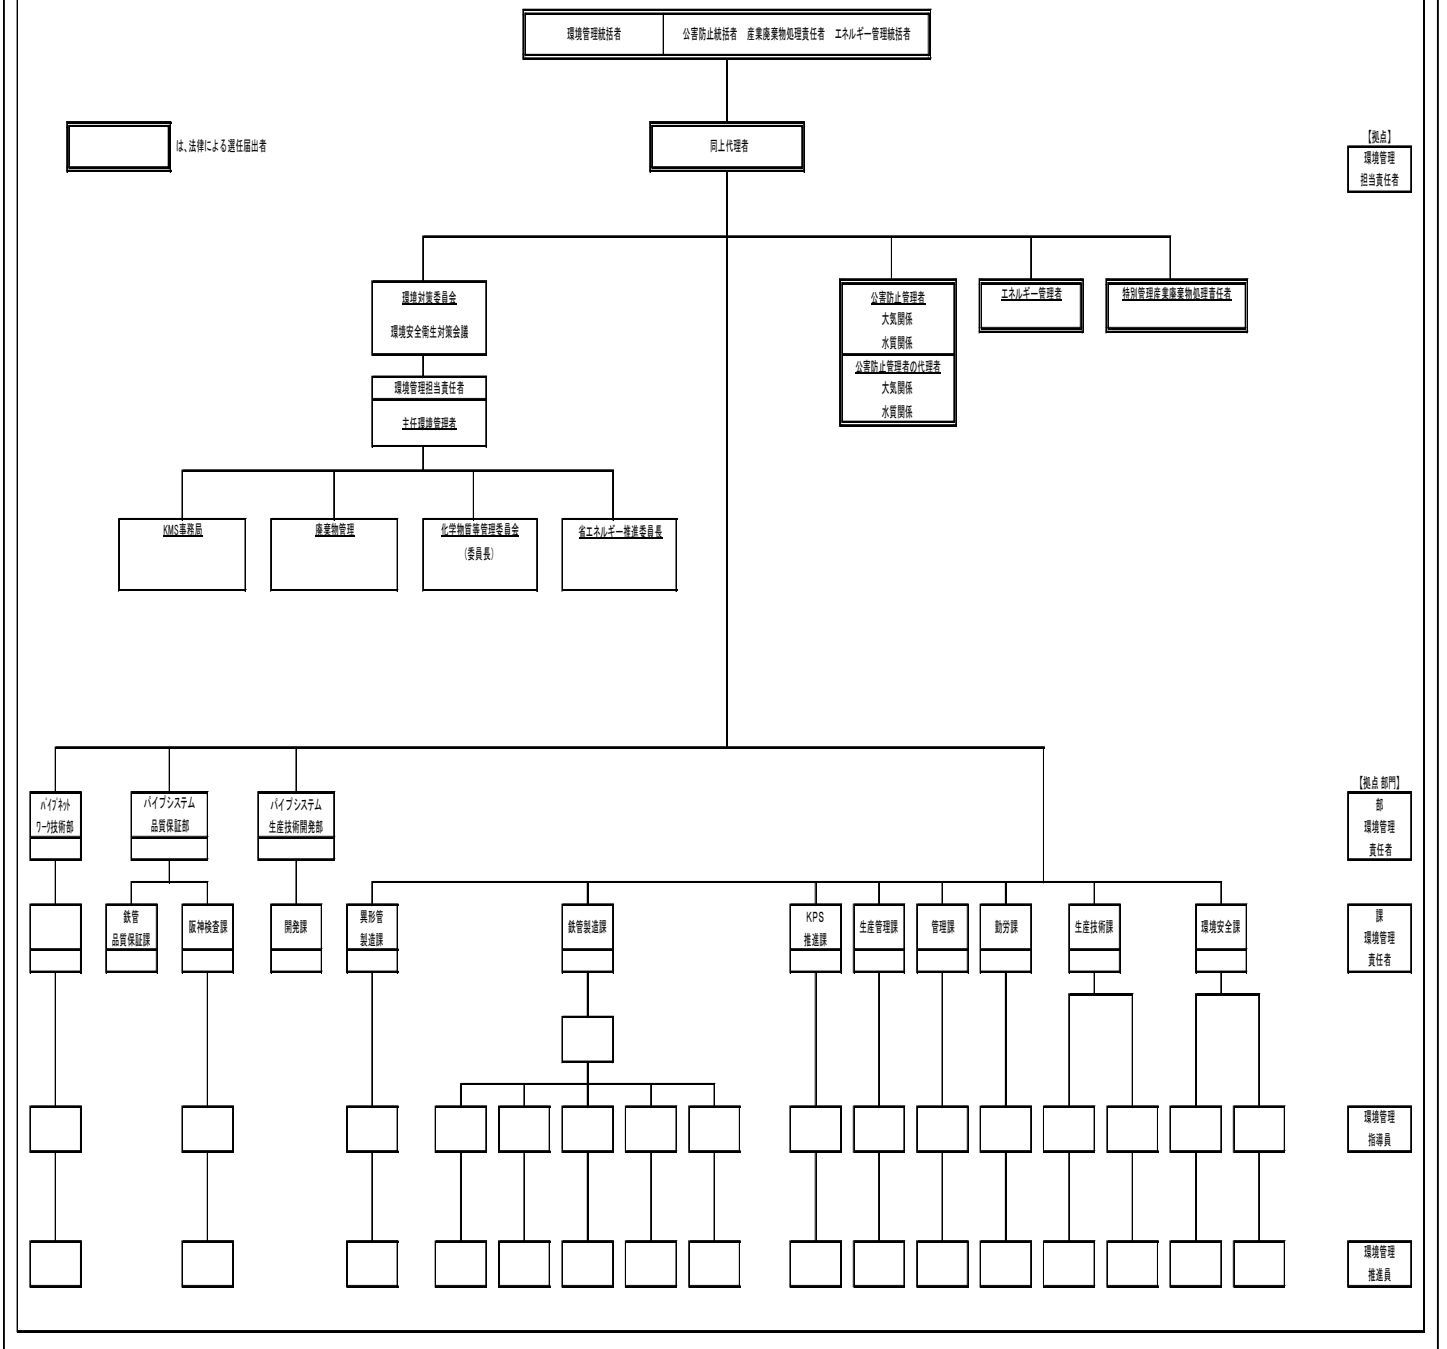 環境管理統括者
公害防止統括者 産業廃棄物処理責任者 エネルギー管理統括者
は、法律による選任届出者
同上代理者
【拠点】
環境管理
担当責任者
環境対策委員会
環境安全衛生対策会議
環境管理担当責任者
主任環境管理者
公害防止管理者
大気関係
水質関係
公害防止管理者の代理者
大気関係
水質関係
エネルギー管理者
特別管理産業廃棄物処理責任者
KMS事務局
廃棄物管理
化学物質等管理委員会
(委員長)
省エネルギー推進委員長
パイプネット
ワーク技術部
パイプシステム
品質保証部
パイプシステム
生産技術開発部
【拠点 部門】
部
環境管理
責任者
鉄管
品質保証課
阪神検査課
開発課
異形管
製造課
鉄管製造課
KPS
推進課
生産管理課
管理課
勤労課
生産技術課
環境安全課
課
環境管理
責任者
環境管理
指導員
環境管理
推進員